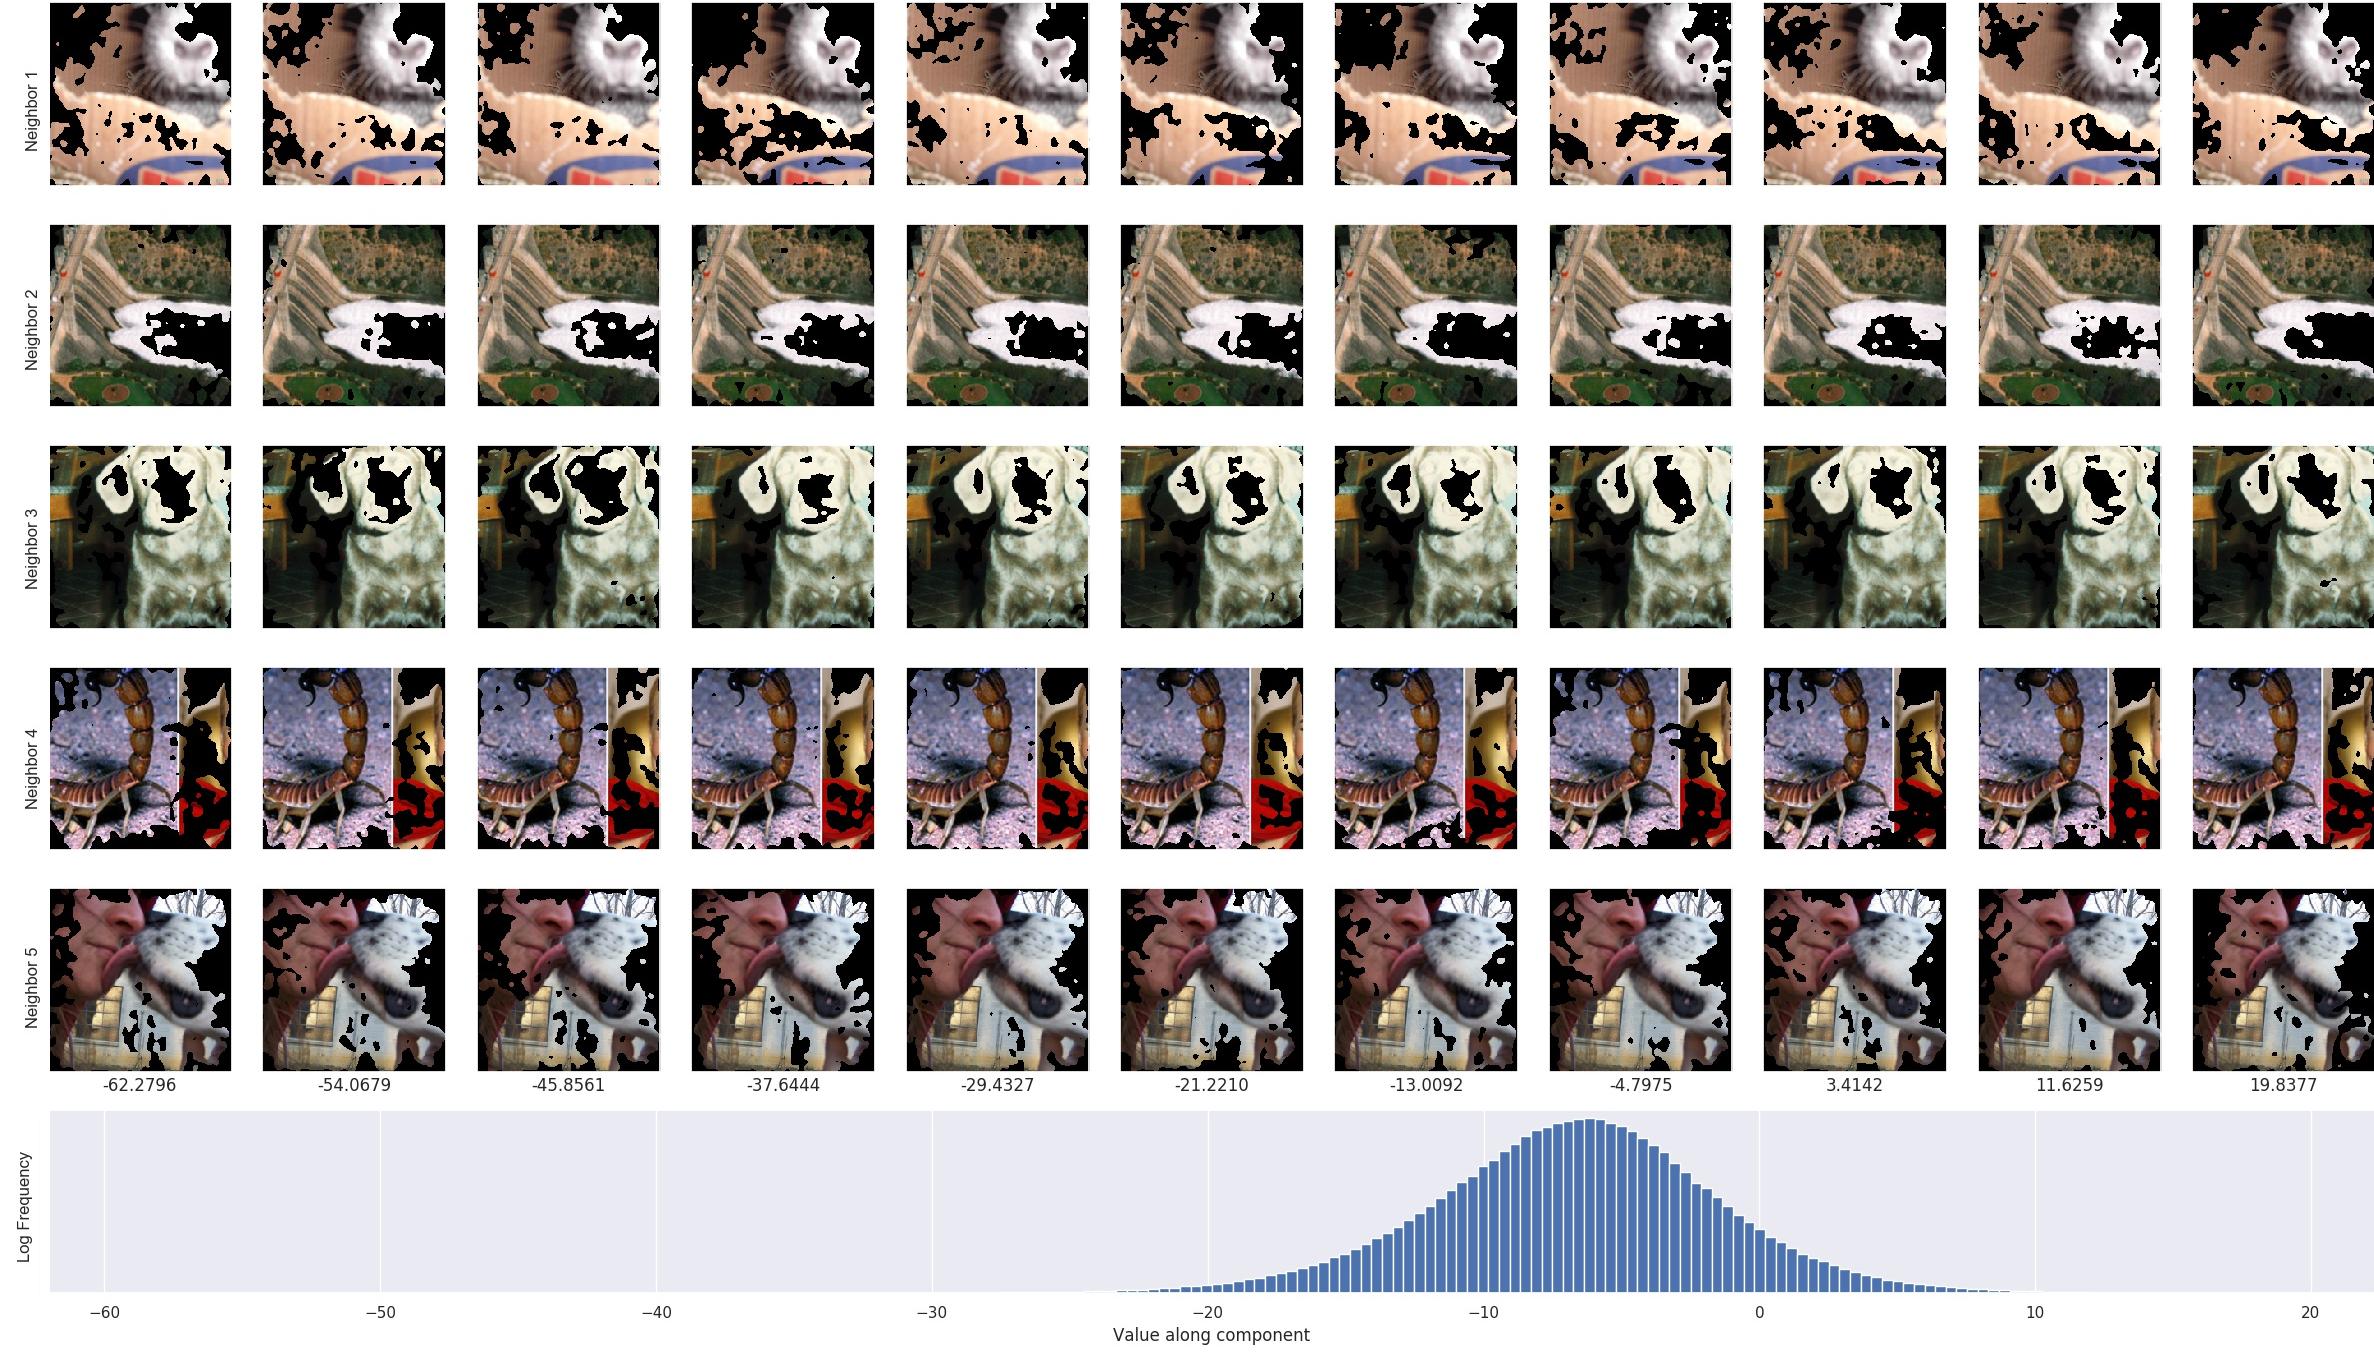 Neighbor 1
Neighbor 2
Neighbor 3
Neighbor 4
Neighbor 5
-62.2796 -54.0679 -45.8561 -37.6444 -29.4327 -21.2210 -13.0092 -4.7975 3.4142 11.6259 19.8377
Log Frequency
−60 −50 −40 −30 −20 −10 0 10 20
Value along component